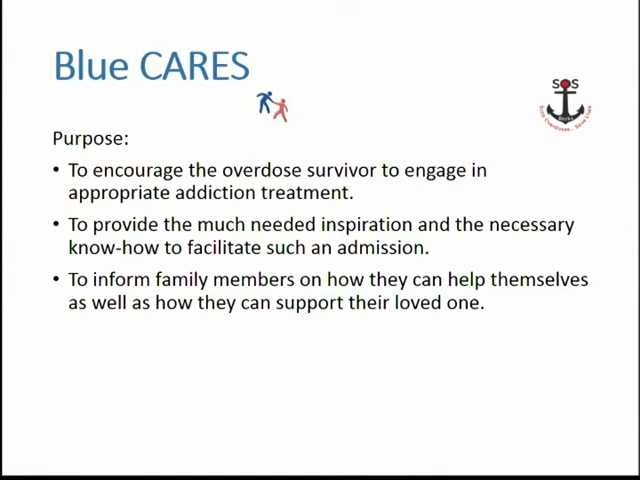 Blue CARES
SOS
Purpose:
• To encourage the overdose survivor to engage in
appropriate addiction treatment.
• To provide the much needed inspiration and the necessary
know-how to facilitate such an admission.
• To inform family members on how they can help themselves
as well as how they can support their loved one.